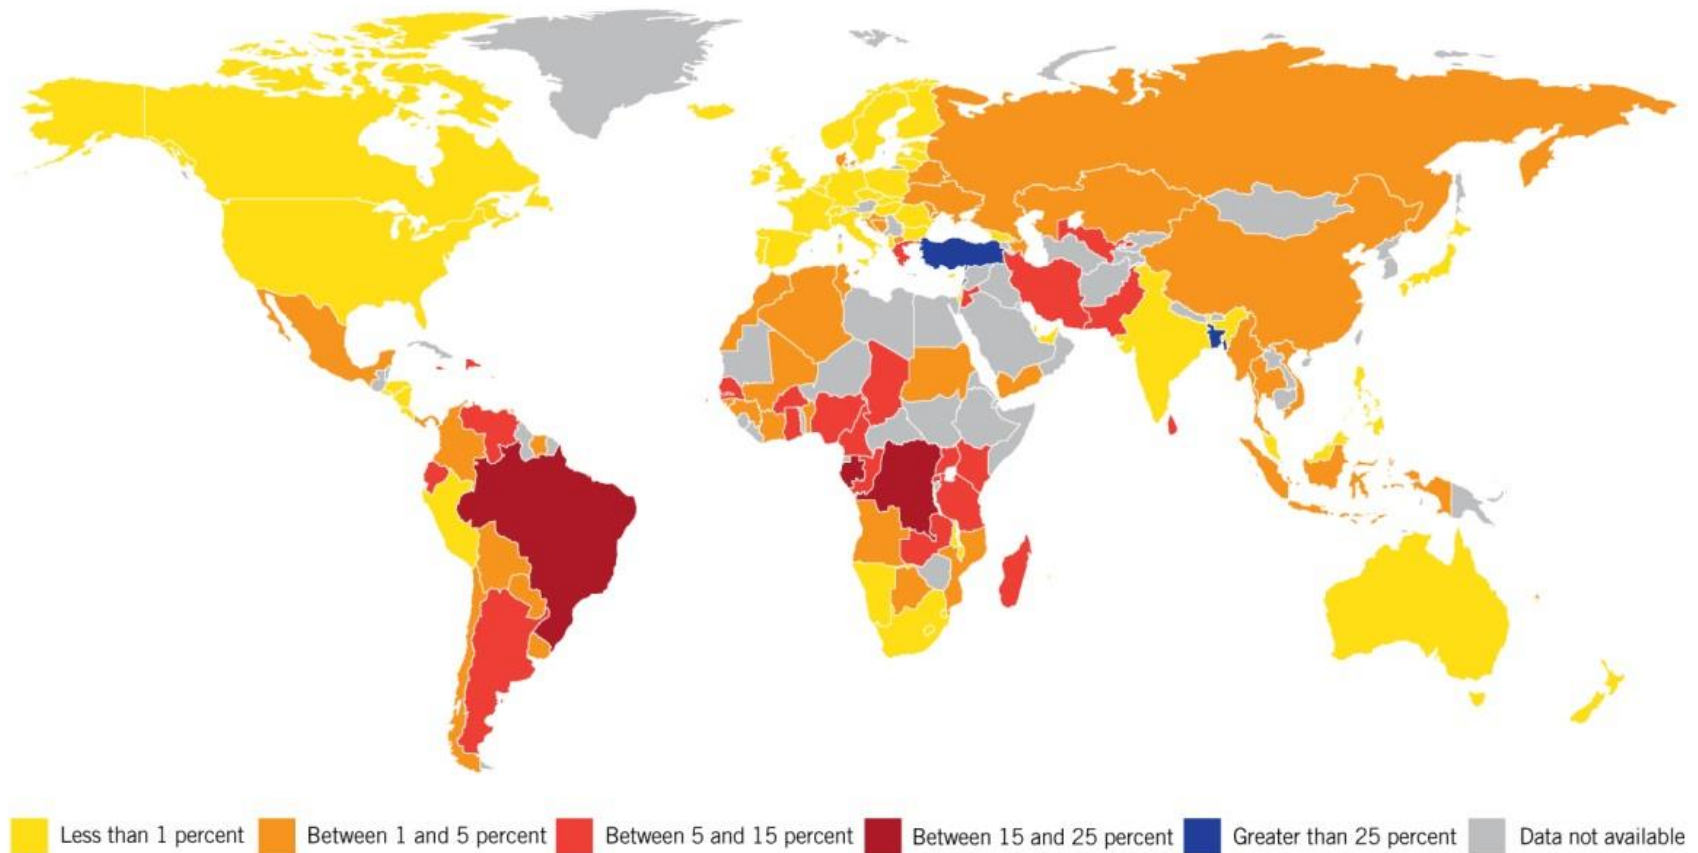 Less than 1 percent Between 1 and 5 percent Between 5 and 15 percent Between 15 and 25 percent Greater than 25 percent Data not available